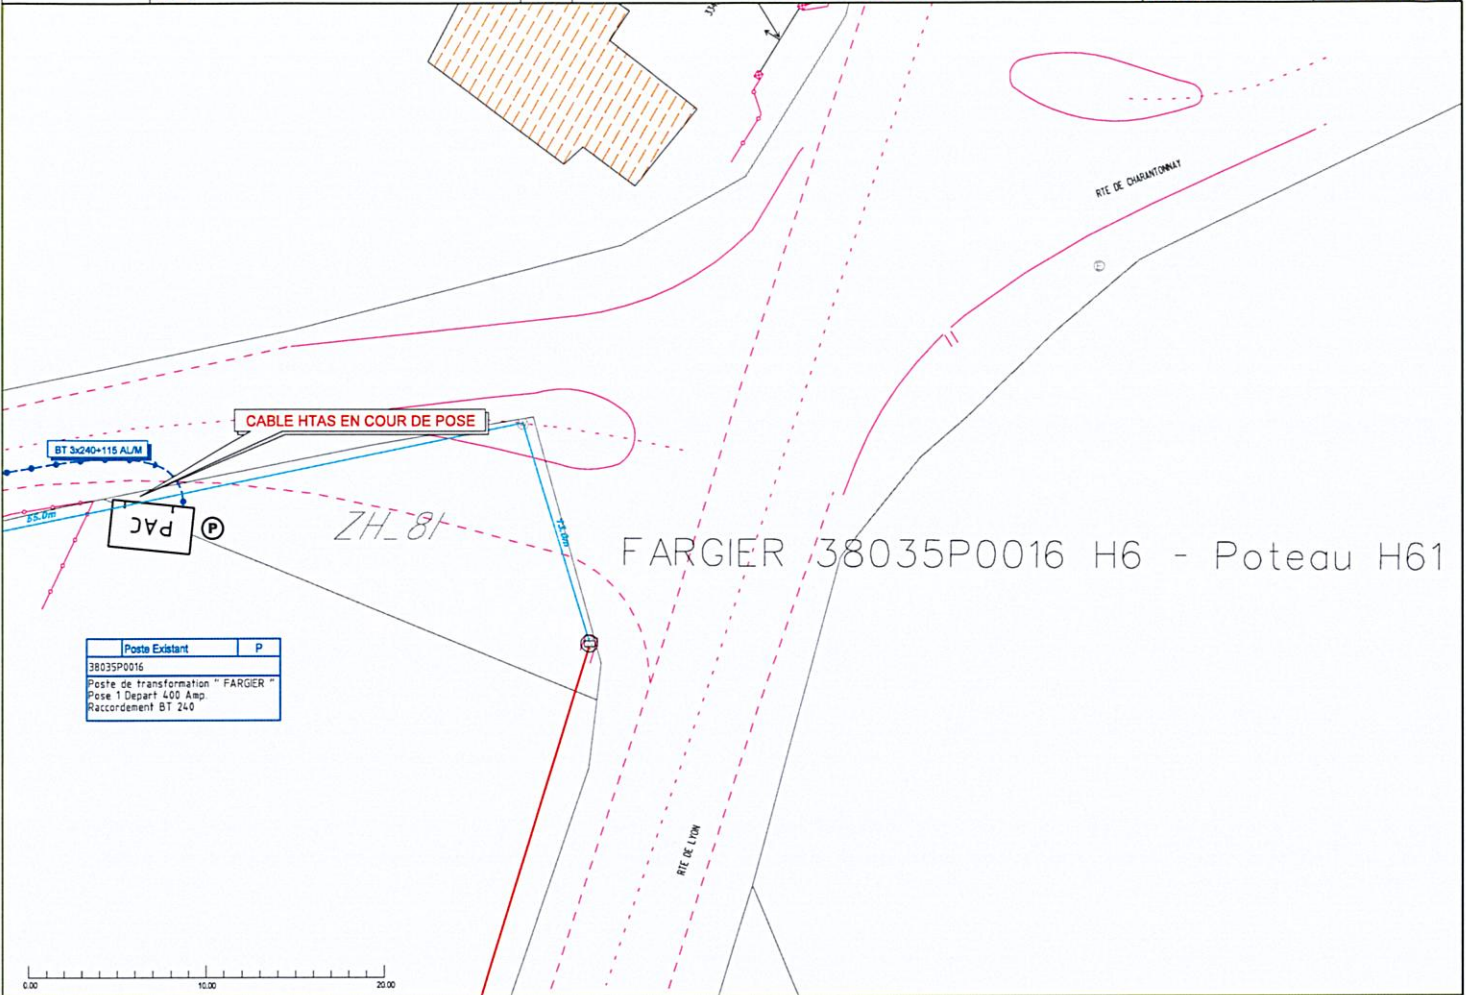 RTE DE CHARANTONNAY
CABLE HTAS EN COUR DE POSE
BT 3x240+115 AL/M
55.0m
PAC
P
ZH_81
13.0m
FARGIER 38035P0016 H6 - Poteau H61
Poste Existant P
38035P0016
Poste de transformation " FARGIER "
Pose 1 Depart 400 Amp.
Raccordement BT 240
RTE DE LYON
0.00 10.00 20.00